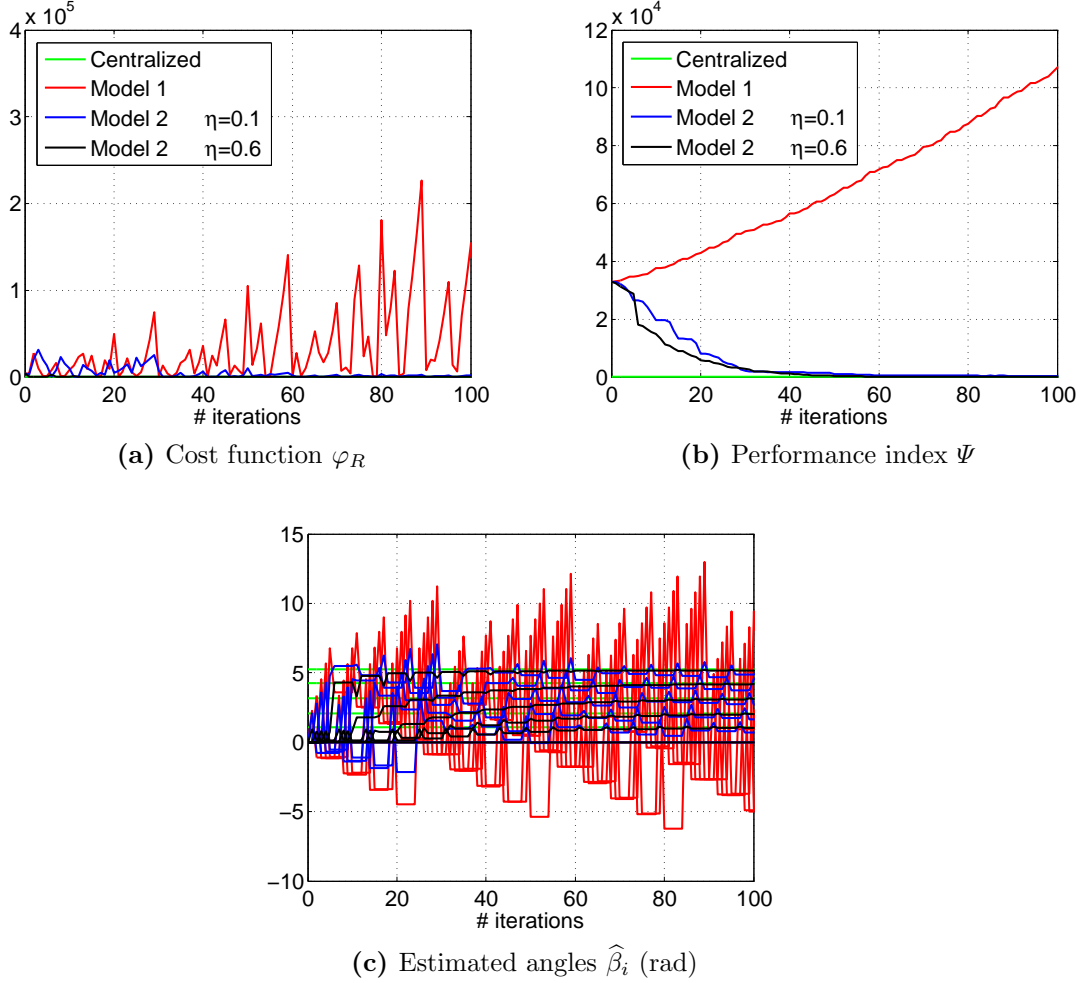 x 10^5
4
3
2
1
0
0 20 40 60 80 100
# iterations
Centralized
Model 1
Model 2 η=0.1
Model 2 η=0.6
(a) Cost function φ_R
x 10^4
12
10
8
6
4
2
0
0 20 40 60 80 100
# iterations
Centralized
Model 1
Model 2 η=0.1
Model 2 η=0.6
(b) Performance index Ψ
15
10
5
0
−5
−10
0 20 40 60 80 100
# iterations
(c) Estimated angles β̂_i (rad)